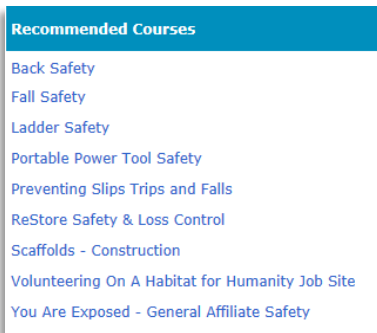 Recommended Courses
Back Safety
Fall Safety
Ladder Safety
Portable Power Tool Safety
Preventing Slips Trips and Falls
ReStore Safety & Loss Control
Scaffolds - Construction
Volunteering On A Habitat for Humanity Job Site
You Are Exposed - General Affiliate Safety